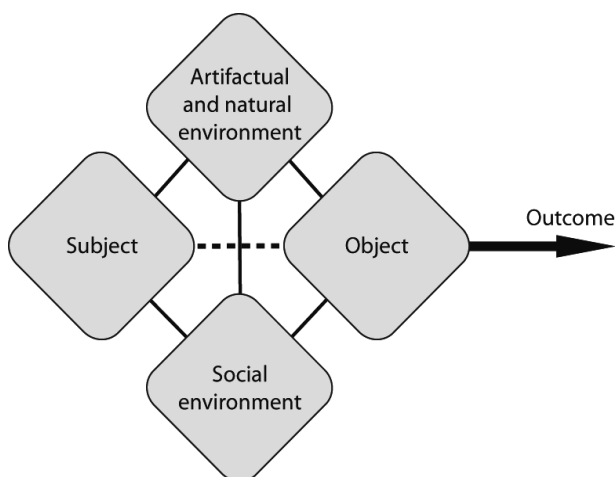 Artifactual
and natural
environment
Subject
Object
Outcome
Social
environment